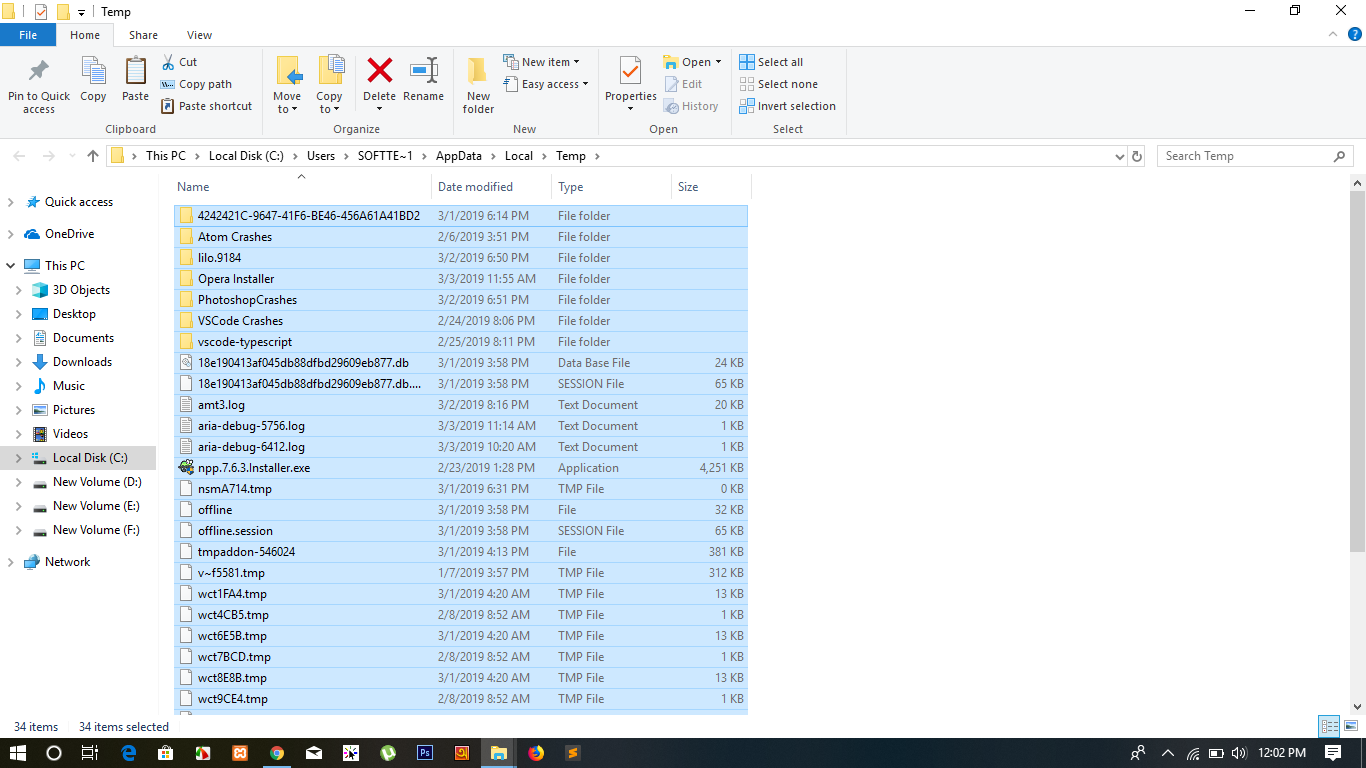 Temp
File Home Share View
Pin to Quick access
Copy
Paste
Cut
Copy path
Paste shortcut
Clipboard
Move to
Copy to
Delete
Rename
Organize
New folder
New item
Easy access
New
Properties
Open
Edit
History
Open
Select all
Select none
Invert selection
Select
This PC > Local Disk (C:) > Users > SOFTTE~1 > AppData > Local > Temp >
Search Temp
Quick access
OneDrive
This PC
3D Objects
Desktop
Documents
Downloads
Music
Pictures
Videos
Local Disk (C:)
New Volume (D:)
New Volume (E:)
New Volume (F:)
Network
Name Date modified Type Size
4242421C-9647-41F6-BE46-456A61A41BD2 3/1/2019 6:14 PM File folder
Atom Crashes 2/6/2019 3:51 PM File folder
lilo.9184 3/2/2019 6:50 PM File folder
Opera Installer 3/3/2019 11:55 AM File folder
PhotoshopCrashes 3/2/2019 6:51 PM File folder
VSCode Crashes 2/24/2019 8:06 PM File folder
vscode-typescript 2/25/2019 8:11 PM File folder
18e190413af045db88dfbd29609eb877.db 3/1/2019 3:58 PM Data Base File 24 KB
18e190413af045db88dfbd29609eb877.db.... 3/1/2019 3:58 PM SESSION File 65 KB
amt3.log 3/2/2019 8:16 PM Text Document 20 KB
aria-debug-5756.log 3/3/2019 11:14 AM Text Document 1 KB
aria-debug-6412.log 3/3/2019 10:20 AM Text Document 1 KB
npp.7.6.3.Installer.exe 2/23/2019 1:28 PM Application 4,251 KB
nsmA714.tmp 3/1/2019 6:31 PM TMP File 0 KB
offline 3/1/2019 3:58 PM File 32 KB
offline.session 3/1/2019 3:58 PM SESSION File 65 KB
tmpaddon-546024 3/1/2019 4:13 PM File 381 KB
v~f5581.tmp 1/7/2019 3:57 PM TMP File 312 KB
wct1FA4.tmp 3/1/2019 4:20 AM TMP File 13 KB
wct4CB5.tmp 2/8/2019 8:52 AM TMP File 1 KB
wct6E5B.tmp 3/1/2019 4:20 AM TMP File 13 KB
wct7BCD.tmp 2/8/2019 8:52 AM TMP File 1 KB
wct8E8B.tmp 3/1/2019 4:20 AM TMP File 13 KB
wct9CE4.tmp 2/8/2019 8:52 AM TMP File 1 KB
34 items 34 items selected
Ps
12:02 PM